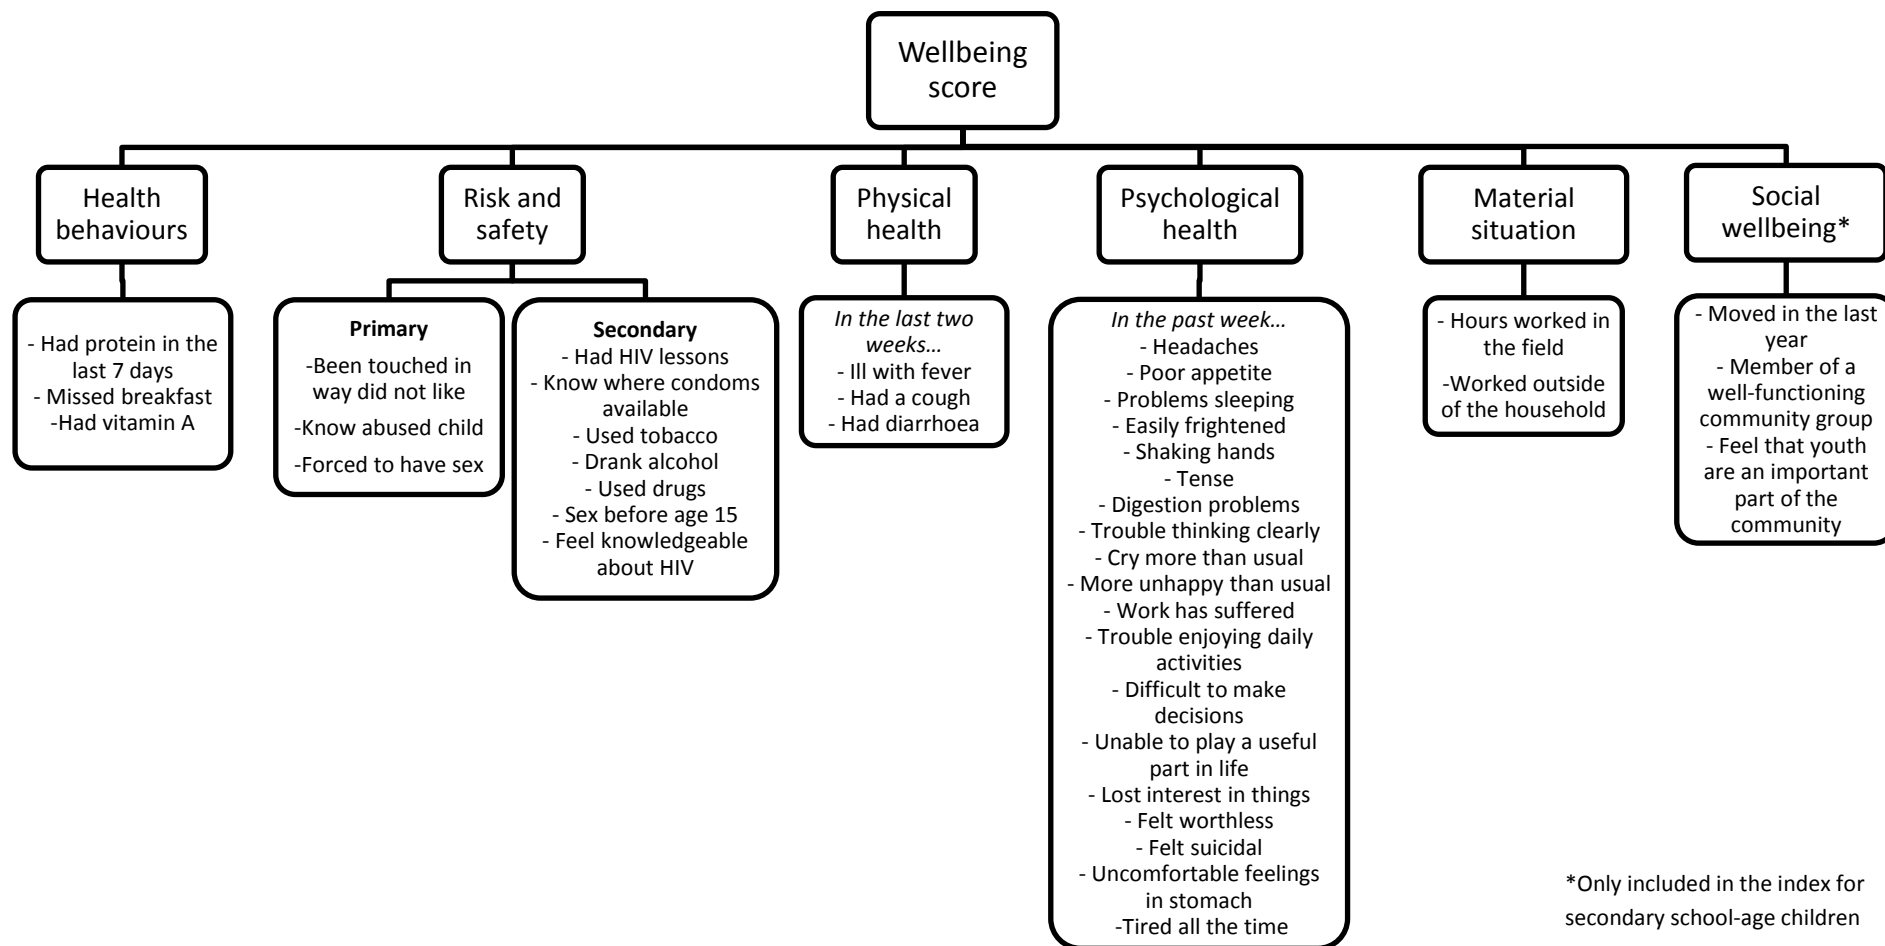 Wellbeing
score
Health
behaviours
Risk and
safety
Physical
health
Psychological
health
Material
situation
Social
wellbeing*
- Had protein in the
last 7 days
- Missed breakfast
-Had vitamin A
Primary
-Been touched in
way did not like
-Know abused child
-Forced to have sex
Secondary
- Had HIV lessons
- Know where condoms
available
- Used tobacco
- Drank alcohol
- Used drugs
- Sex before age 15
- Feel knowledgeable
about HIV
In the last two
weeks...
- Ill with fever
- Had a cough
- Had diarrhoea
In the past week...
- Headaches
- Poor appetite
- Problems sleeping
- Easily frightened
- Shaking hands
- Tense
- Digestion problems
- Trouble thinking clearly
- Cry more than usual
- More unhappy than usual
- Work has suffered
- Trouble enjoying daily
activities
- Difficult to make
decisions
- Unable to play a useful
part in life
- Lost interest in things
- Felt worthless
- Felt suicidal
- Uncomfortable feelings
in stomach
-Tired all the time
- Hours worked in
the field
-Worked outside
of the household
- Moved in the last
year
- Member of a
well-functioning
community group
- Feel that youth
are an important
part of the
community
*Only included in the index for
secondary school-age children